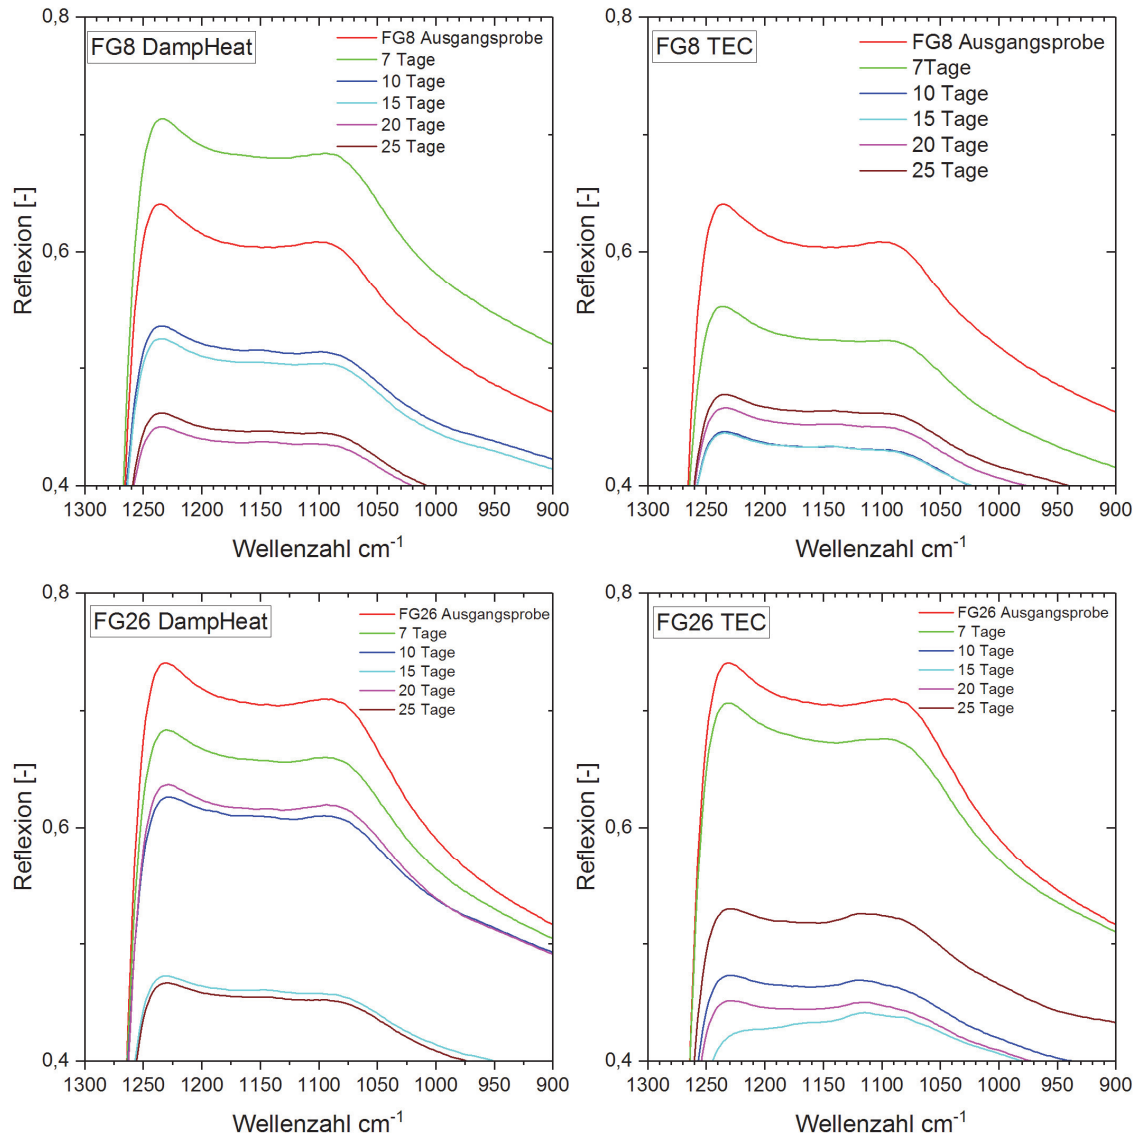 FG8 DampHeat
FG8 Ausgangsprobe
7 Tage
10 Tage
15 Tage
20 Tage
25 Tage
0,8
0,6
0,4
Reflexion [-]
1300 1250 1200 1150 1100 1050 1000 950 900
Wellenzahl cm⁻¹
FG8 TEC
FG8 Ausgangsprobe
7Tage
10 Tage
15 Tage
20 Tage
25 Tage
0,8
0,6
0,4
Reflexion [-]
1300 1250 1200 1150 1100 1050 1000 950 900
Wellenzahl cm⁻¹
FG26 DampHeat
FG26 Ausgangsprobe
7 Tage
10 Tage
15 Tage
20 Tage
25 Tage
0,8
0,6
0,4
Reflexion [-]
1300 1250 1200 1150 1100 1050 1000 950 900
Wellenzahl cm⁻¹
FG26 TEC
FG26 Ausgangsprobe
7 Tage
10 Tage
15 Tage
20 Tage
25 Tage
0,8
0,6
0,4
Reflexion [-]
1300 1250 1200 1150 1100 1050 1000 950 900
Wellenzahl cm⁻¹